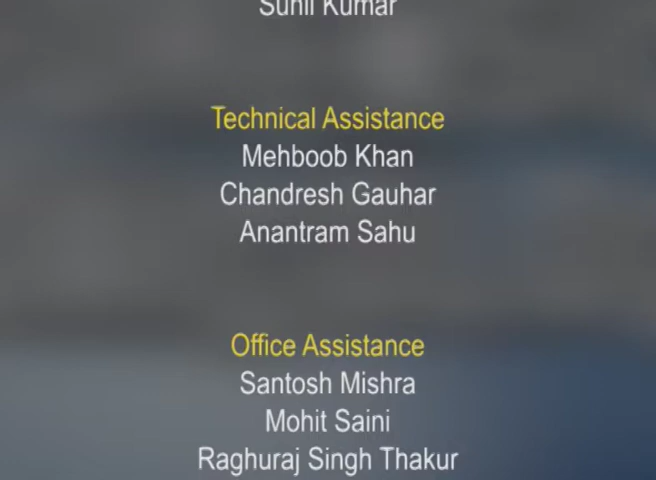 Sunil Kumar
Technical Assistance
Mehboob Khan
Chandresh Gauhar
Anantram Sahu
Office Assistance
Santosh Mishra
Mohit Saini
Raghuraj Singh Thakur